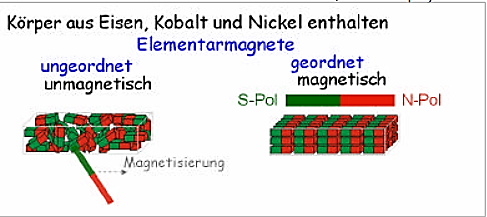 Körper aus Eisen, Kobalt und Nickel enthalten
Elementarmagnete
ungeordnet
unmagnetisch
geordnet
magnetisch
S-Pol
N-Pol
Magnetisierung